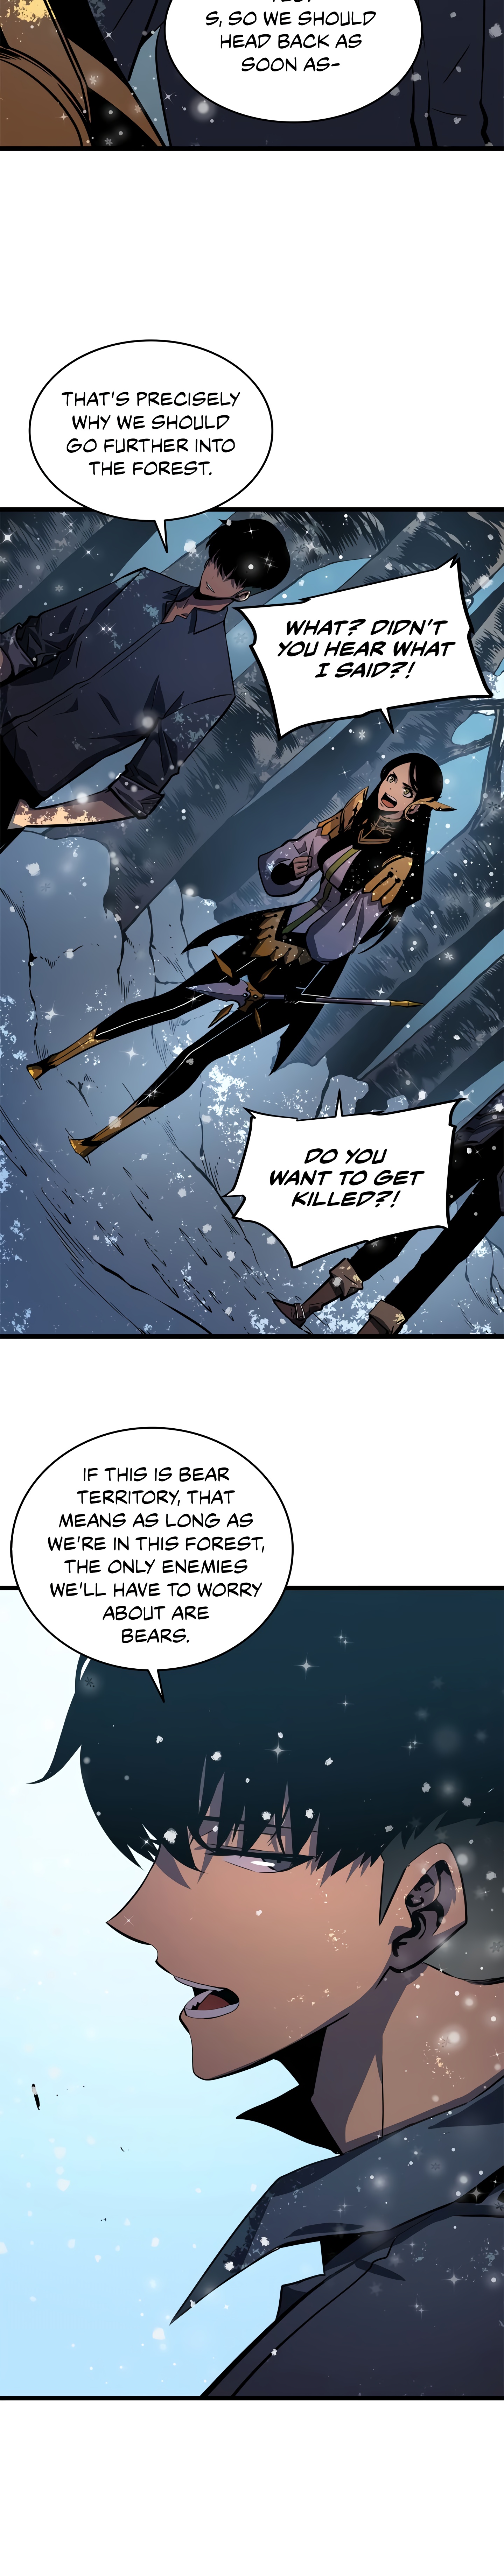 S, SO WE SHOULD
HEAD BACK AS
SOON AS-
THAT'S PRECISELY
WHY WE SHOULD
GO FURTHER INTO
THE FOREST.
WHAT? DIDN'T
YOU HEAR WHAT
I SAID?!
DO YOU
WANT TO GET
KILLED?!
IF THIS IS BEAR
TERRITORY, THAT
MEANS AS LONG AS
WE'RE IN THIS FOREST,
THE ONLY ENEMIES
WE'LL HAVE TO WORRY
ABOUT ARE
BEARS.